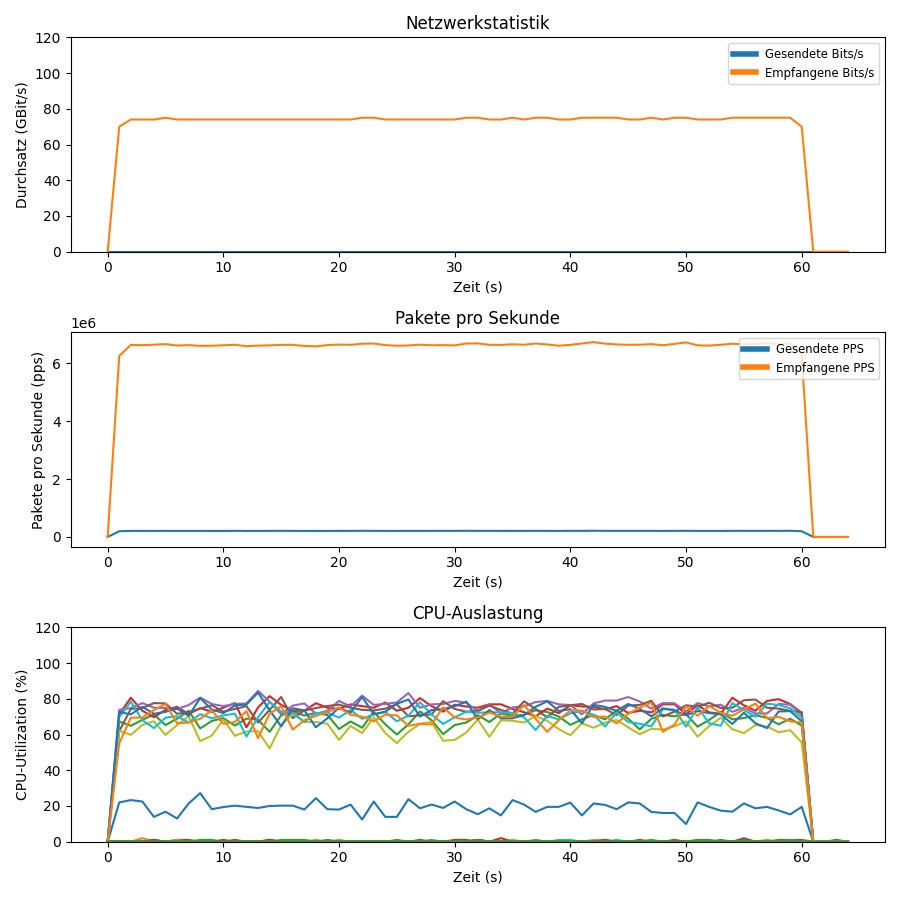 Netzwerkstatistik
120
100
80
60
40
20
0
Durchsatz (GBit/s)
Gesendete Bits/s
Empfangene Bits/s
0 10 20 30 40 50 60
Zeit (s)
Pakete pro Sekunde
1e6
6
4
2
0
Pakete pro Sekunde (pps)
Gesendete PPS
Empfangene PPS
0 10 20 30 40 50 60
Zeit (s)
CPU-Auslastung
120
100
80
60
40
20
0
CPU-Utilization (%)
0 10 20 30 40 50 60
Zeit (s)